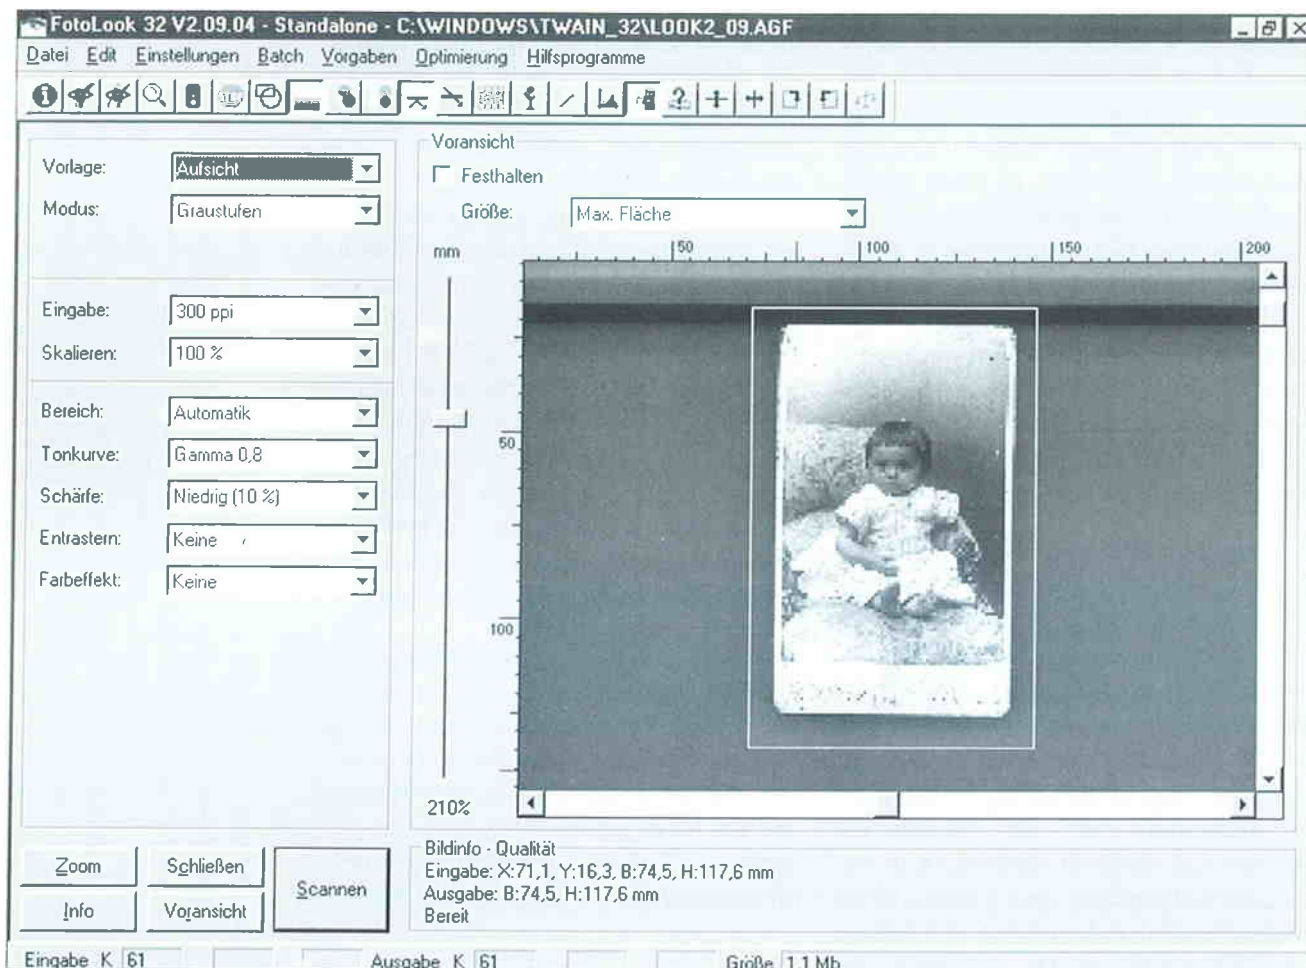 FotoLook 32 V2.09.04 - Standalone - C:\WINDOWS\TWAIN_32\LOOK2_09.AGF
Datei Edit Einstellungen Batch Vorgaben Optimierung Hilfsprogramme
Vorlage: Aufsicht
Modus: Graustufen
Eingabe: 300 ppi
Skalieren: 100 %
Bereich: Automatik
Tonkurve: Gamma 0,8
Schärfe: Niedrig (10 %)
Entrastern: Keine
Farbeffekt: Keine
Zoom Schließen
Info Voransicht
Scannen
Voransicht
Festhalten
Größe: Max. Fläche
mm
50 100 150 200
50
100
210%
Bildinfo - Qualität
Eingabe: X:71,1, Y:16,3, B:74,5, H:117,6 mm
Ausgabe: B:74,5, H:117,6 mm
Bereit
Eingabe K 61 Ausgabe K 61 Größe 1,1 Mb